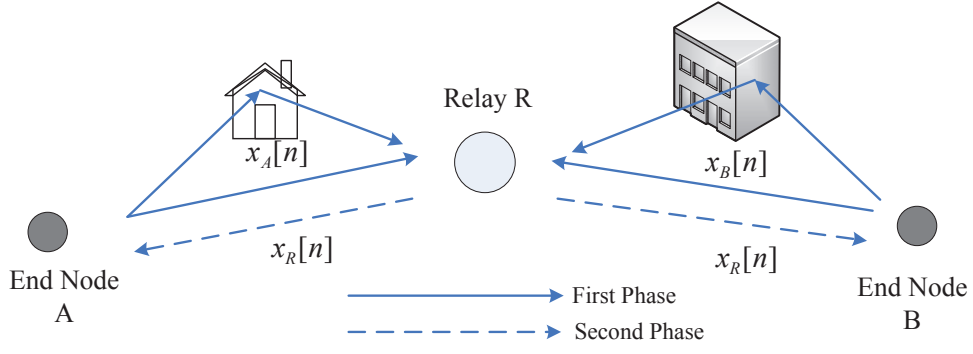 Relay R
x_A[n]
x_B[n]
x_R[n]
x_R[n]
End Node
A
End Node
B
First Phase
Second Phase